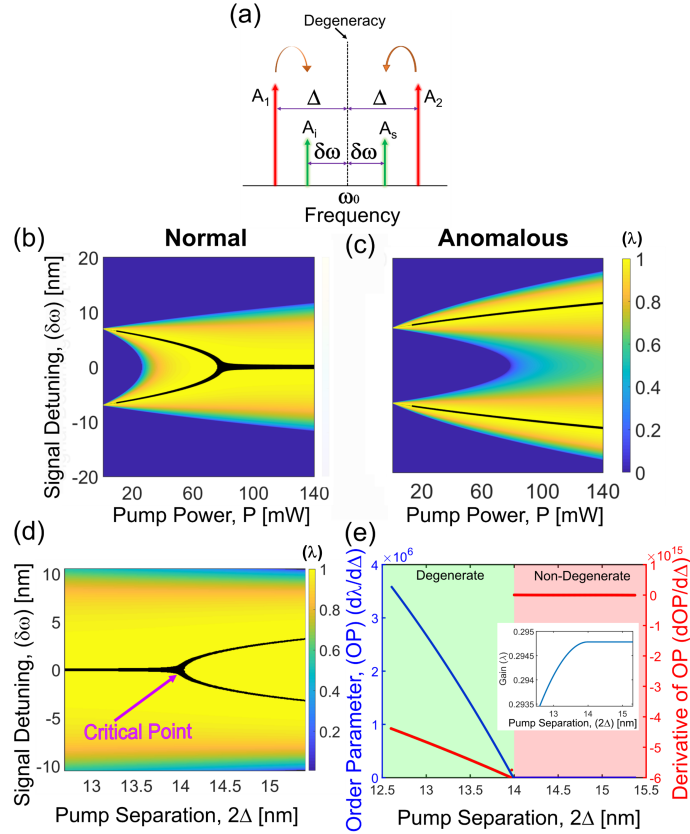 (a)
Degeneracy
A₁
Δ
Δ
A₂
Aᵢ
Aₛ
δω
δω
ω₀
Frequency
(b)
Normal
(c)
Anomalous
(λ)
Signal Detuning, (δω) [nm]
20
10
0
-10
-20
20
60
100
140
Pump Power, P [mW]
20
60
100
140
Pump Power, P [mW]
1
0.8
0.6
0.4
0.2
0
(d)
(λ)
Signal Detuning, (δω) [nm]
10
5
0
-5
-10
Critical Point
13
13.5
14
14.5
15
Pump Separation, 2Δ [nm]
1
0.8
0.6
0.4
0.2
(e)
Order Parameter, (OP) (dλ/dΔ)
×10⁶
4
3
2
1
0
Degenerate
Non-Degenerate
×10¹⁵
1
0
-1
-2
-3
-4
-5
-6
Derivative of OP (dOP/dΔ)
Gain (λ)
0.295
0.2945
0.294
0.2935
13
14
15
Pump Separation, (2Δ) [nm]
12.5
13.0
13.5
14
14.5
15
15.5
Pump Separation, 2Δ [nm]